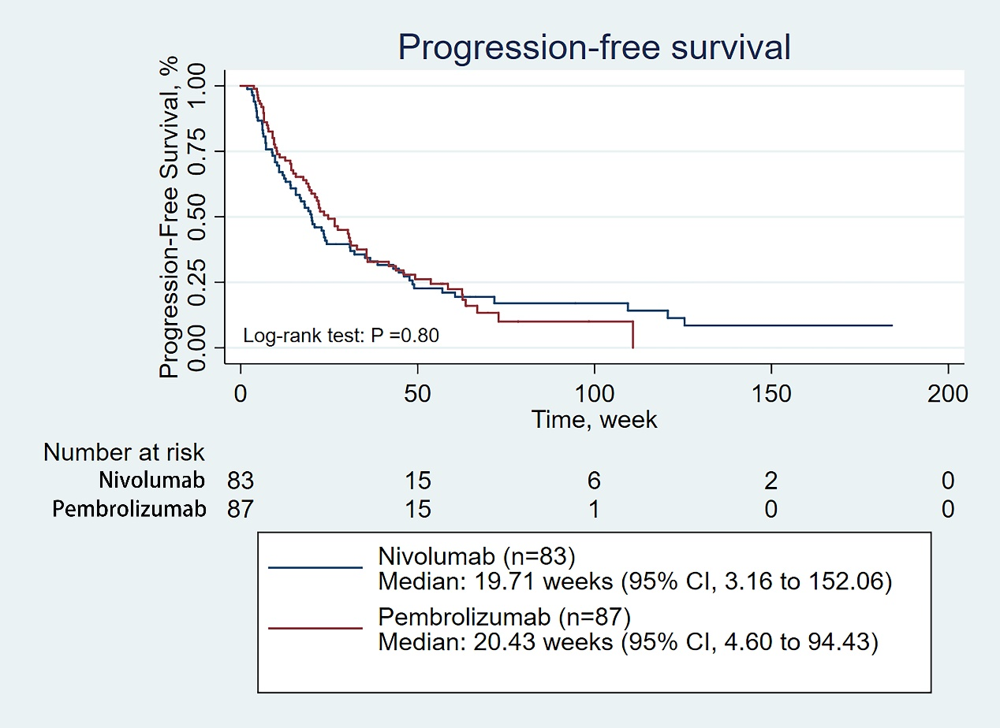 Progression-free survival
Progression-Free Survival, %
1.00
0.75
0.50
0.25
0.00
Log-rank test: P =0.80
0 50 100 150 200
Time, week
Number at risk
Nivolumab 83 15 6 2 0
Pembrolizumab 87 15 1 0 0
Nivolumab (n=83)
Median: 19.71 weeks (95% CI, 3.16 to 152.06)
Pembrolizumab (n=87)
Median: 20.43 weeks (95% CI, 4.60 to 94.43)